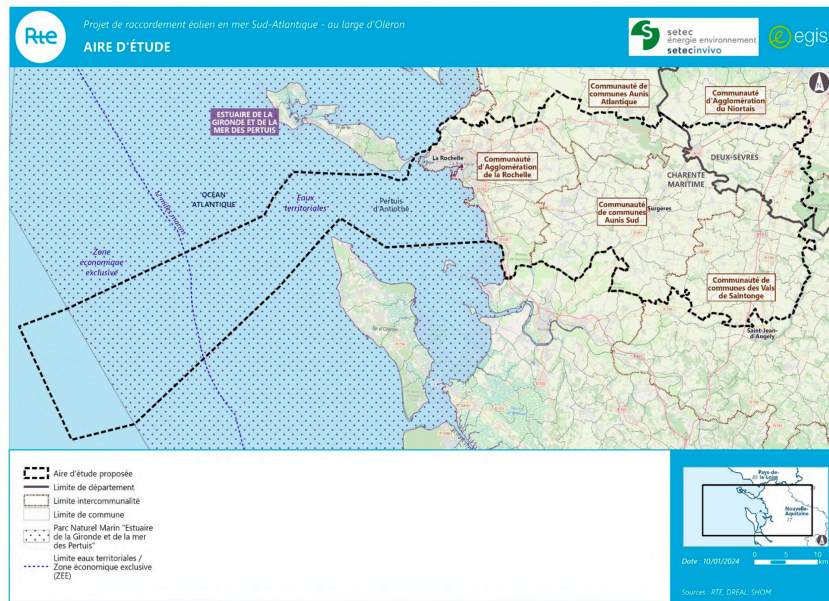 Rte
Projet de raccordement éolien en mer Sud-Atlantique - au large d'Oléron
AIRE D'ÉTUDE
setec
énergie environnement
setecinvivo
egis
ESTUAIRE DE LA
GIRONDE ET DE LA
MER DES PERTUIS
Communauté de
communes Aunis
Atlantique
Communauté
d'Agglomération
du Niortais
La Rochelle
Communauté
d'Agglomération
de la Rochelle
DEUX-SÈVRES
CHARENTE
MARITIME
OCÉAN
ATLANTIQUE
12 milles marins
Eaux
territoriales
Pertuis
d'Antioche
Communauté
de communes
Aunis Sud
Surgères
Zone
économique
exclusive
Communauté de
communes des Vals
de Saintonge
Île d'Oléron
Saint-Jean-
d'Angely
Aire d'étude proposée
Limite de département
Limite intercommunalité
Limite de commune
Parc Naturel Marin "Estuaire
de la Gironde et de la mer
des Pertuis"
Limite eaux territoriales /
Zone économique exclusive
(ZEE)
Pays-de-
la-Loire
Nouvelle-
Aquitaine
17
Date : 10/01/2024
0 5 10
km
Sources : RTE, DREAL, SHOM